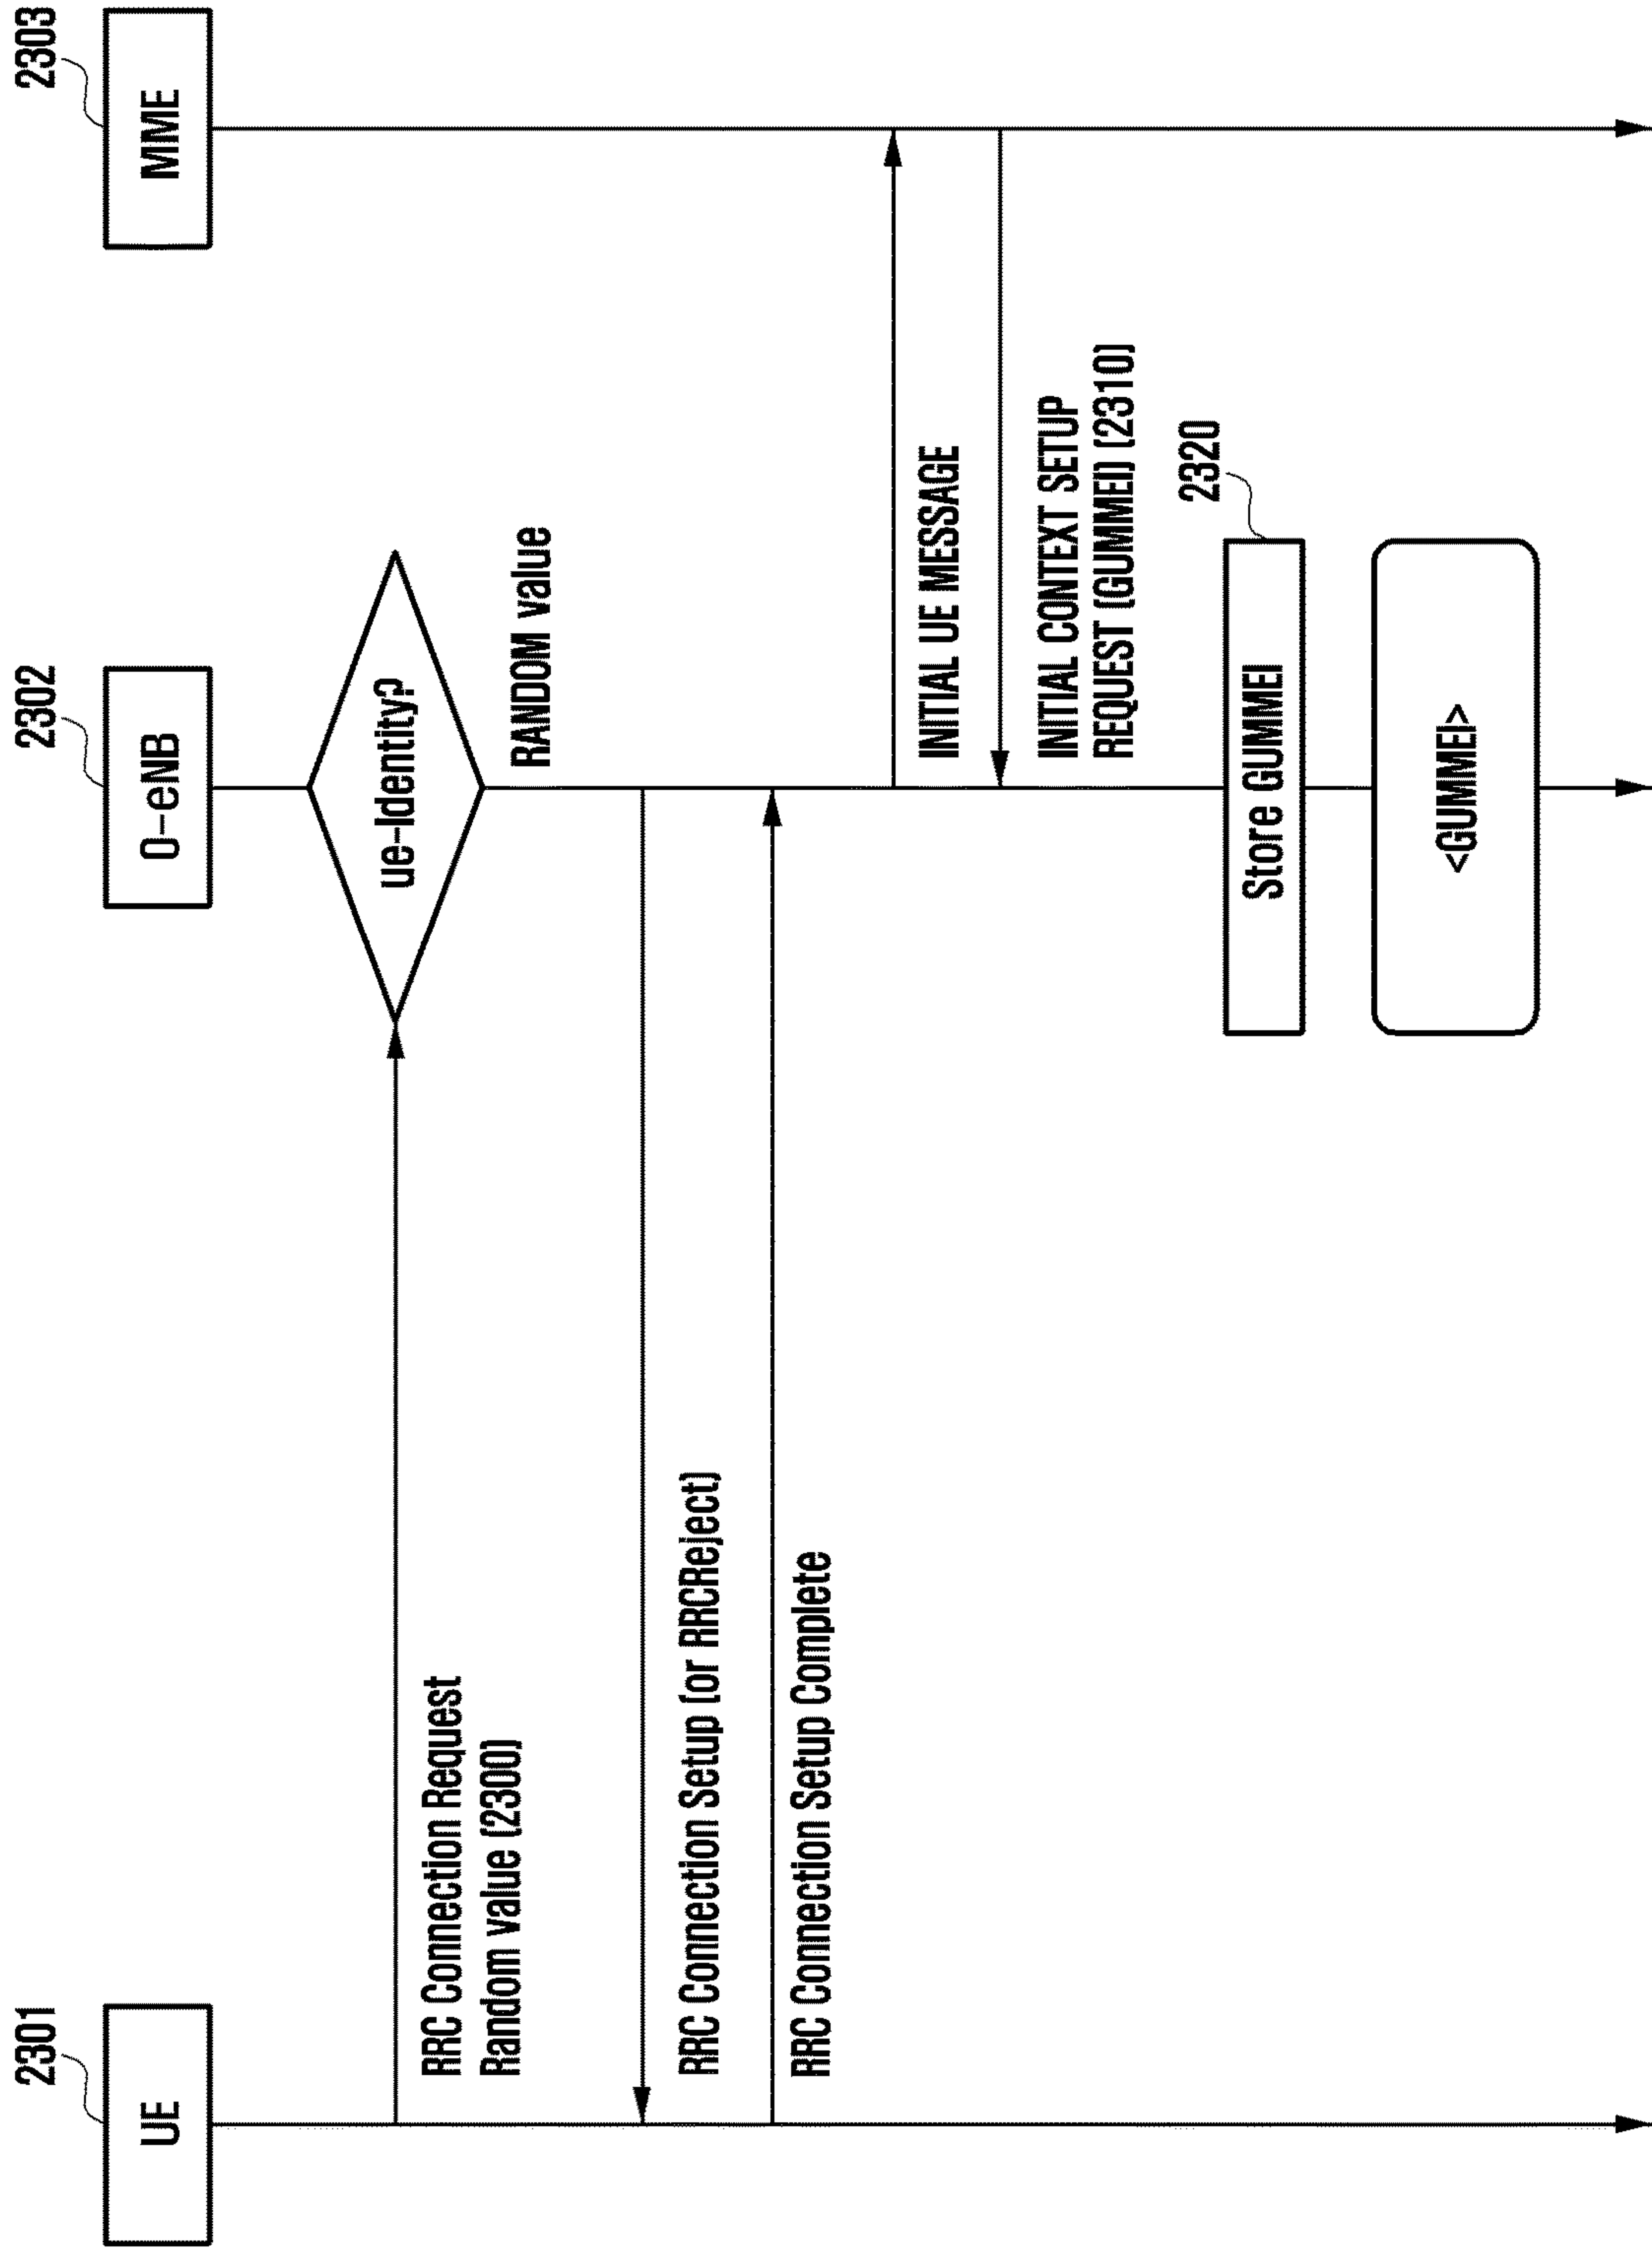 2301
2302
2303
UE
O-eNB
MME
ue-Identity?
RRC Connection Request
Random value (2300)
RANDOM value
RRC Connection Setup (or RRCReject)
RRC Connection Setup Complete
INITIAL UE MESSAGE
INITIAL CONTEXT SETUP
REQUEST (GUMMEI) (2310)
2320
Store GUMMEI
<GUMMEI>